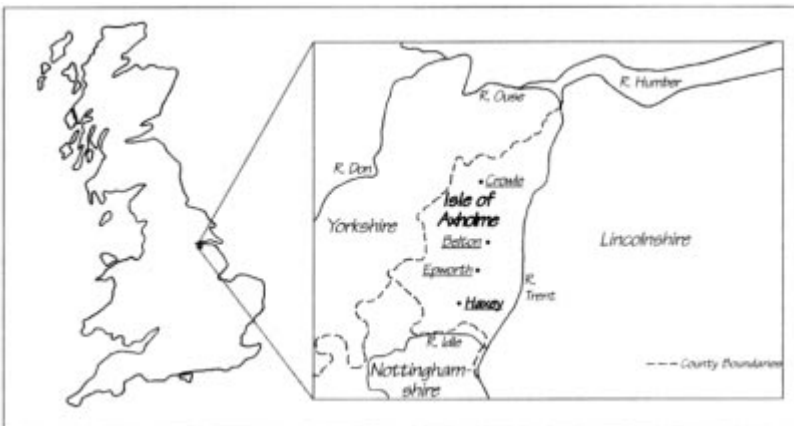 R. Humber
R. Ouse
R. Don
Crowle
Isle of
Axholme
Yorkshire
Belton
Lincolnshire
Epworth
R.
Trent
Haxey
R. Idle
Nottingham-
shire
County Boundaries